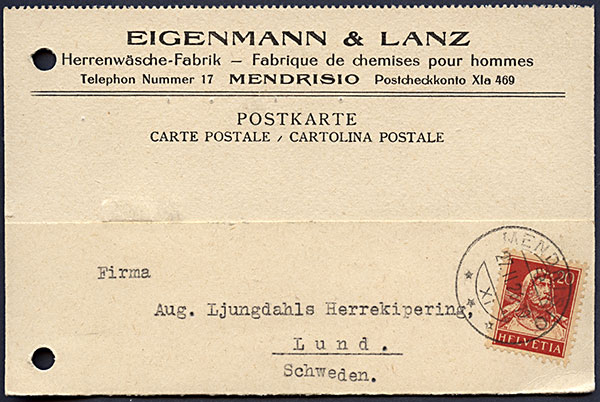 EIGENMANN & LANZ
Herrenwäsche-Fabrik – Fabrique de chemises pour hommes
Telephon Nummer 17 MENDRISIO Postcheckkonto XIa 469
POSTKARTE
CARTE POSTALE / CARTOLINA POSTALE
Firma
Aug. Ljungdahls Herrekipering,
Lund.
Schweden.
20
HELVETIA